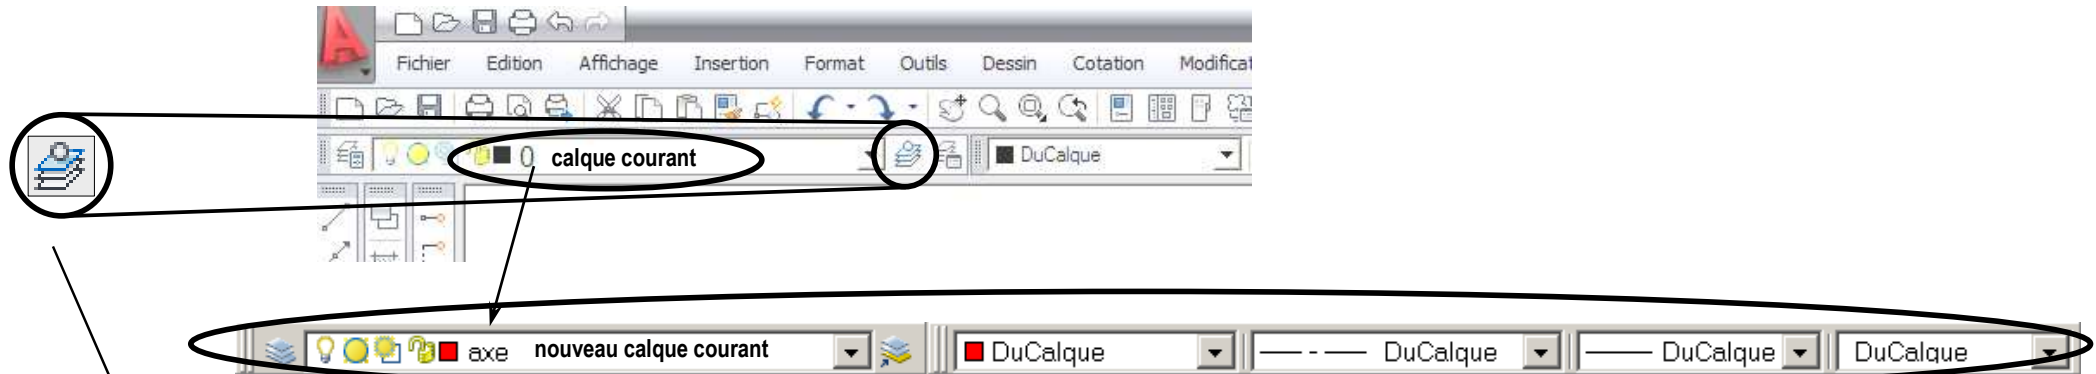 Fichier Edition Affichage Insertion Format Outils Dessin Cotation Modificat
0 calque courant DuCalque
axe nouveau calque courant DuCalque DuCalque DuCalque DuCalque